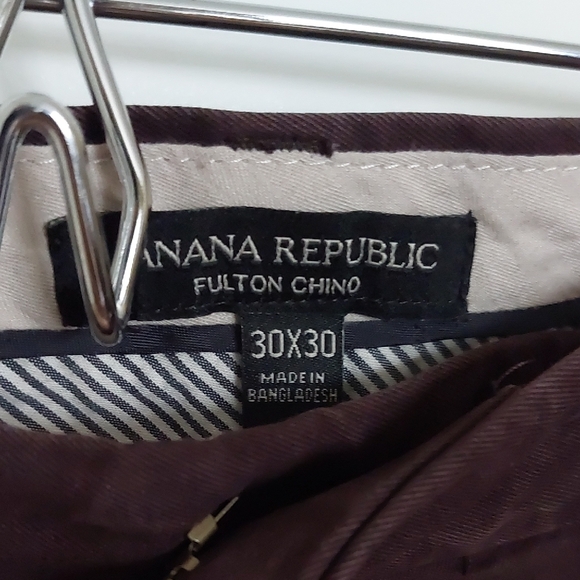 ANANA REPUBLIC
FULTON CHINO
30X30
MADE IN
BANGLADESH